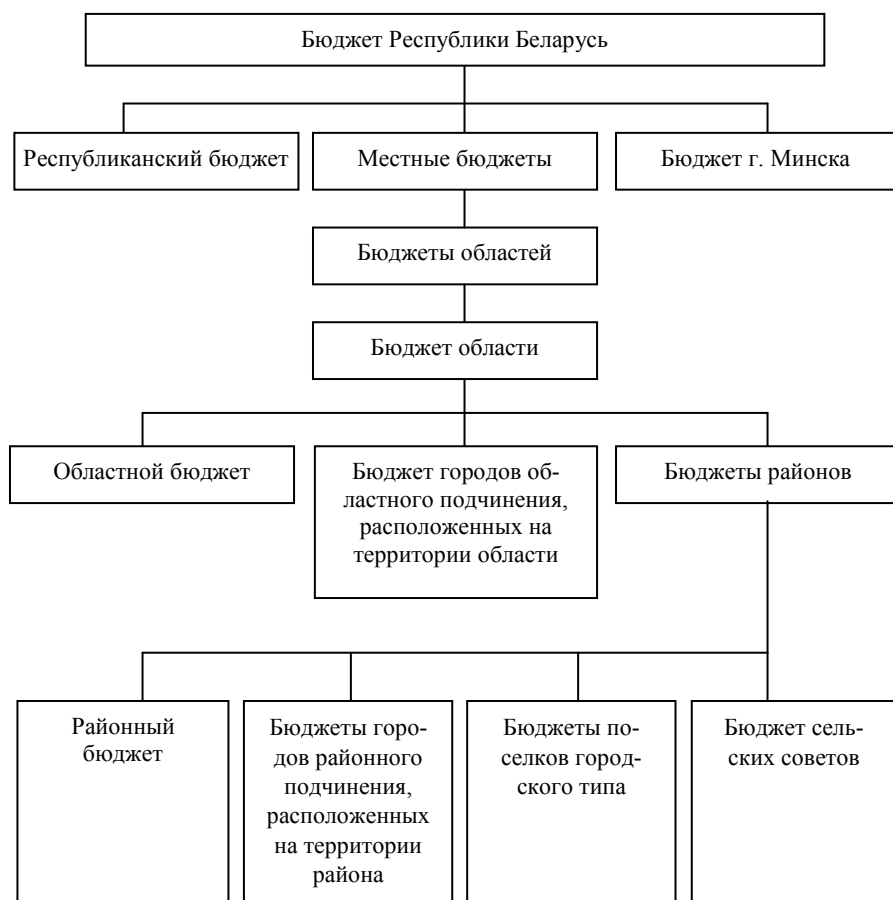 Бюджет Республики Беларусь
Республиканский бюджет
Местные бюджеты
Бюджет г. Минска
Бюджеты областей
Бюджет области
Областной бюджет
Бюджет городов об-
ластного подчинения,
расположенных на
территории области
Бюджеты районов
Районный
бюджет
Бюджеты горо-
дов районного
подчинения,
расположенных
на территории
района
Бюджеты по-
селков город-
ского типа
Бюджет сель-
ских советов